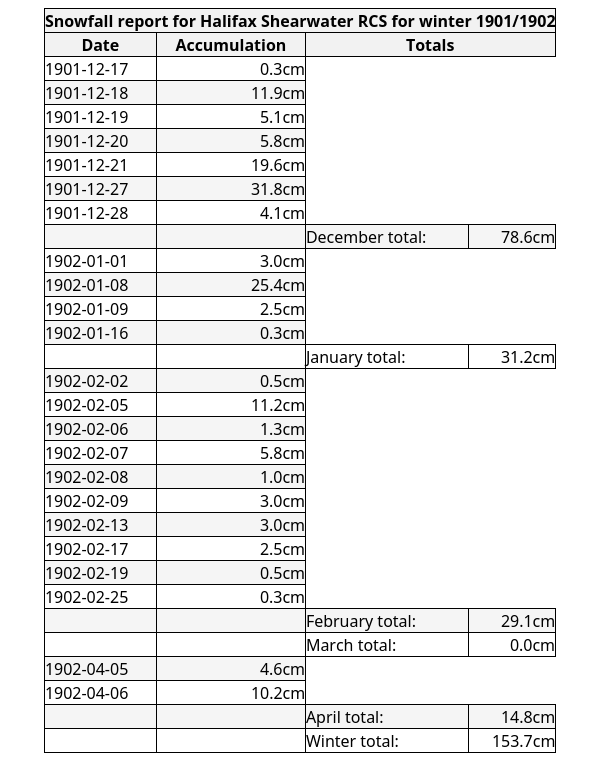 Snowfall report for Halifax Shearwater RCS for winter 1901/1902
Date Accumulation Totals
1901-12-17 0.3cm
1901-12-18 11.9cm
1901-12-19 5.1cm
1901-12-20 5.8cm
1901-12-21 19.6cm
1901-12-27 31.8cm
1901-12-28 4.1cm
December total: 78.6cm
1902-01-01 3.0cm
1902-01-08 25.4cm
1902-01-09 2.5cm
1902-01-16 0.3cm
January total: 31.2cm
1902-02-02 0.5cm
1902-02-05 11.2cm
1902-02-06 1.3cm
1902-02-07 5.8cm
1902-02-08 1.0cm
1902-02-09 3.0cm
1902-02-13 3.0cm
1902-02-17 2.5cm
1902-02-19 0.5cm
1902-02-25 0.3cm
February total: 29.1cm
March total: 0.0cm
1902-04-05 4.6cm
1902-04-06 10.2cm
April total: 14.8cm
Winter total: 153.7cm